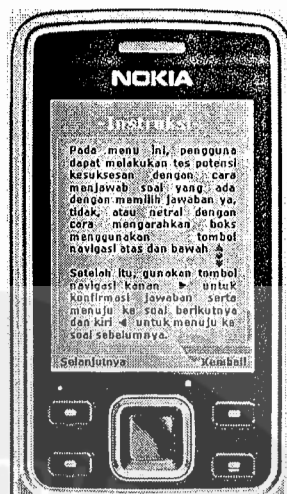 NOKIA
Instruksi
Pada menu ini, pengguna
dapat melakukan tes potensi
kesuksesan dengan cara
menjawab soal yang ada
dengan memilih jawaban ya,
tidak, atau netral dengan
cara mengarahkan boks
menggunakan tombol
navigasi atas dan bawah
Setelah itu, gunakan tombol
navigasi kanan ► untuk
konfirmasi jawaban serta
menuju ke soal berikutnya
dan kiri ◄ untuk menuju ke
soal sebelumnya.
Selanjutnya Kembali